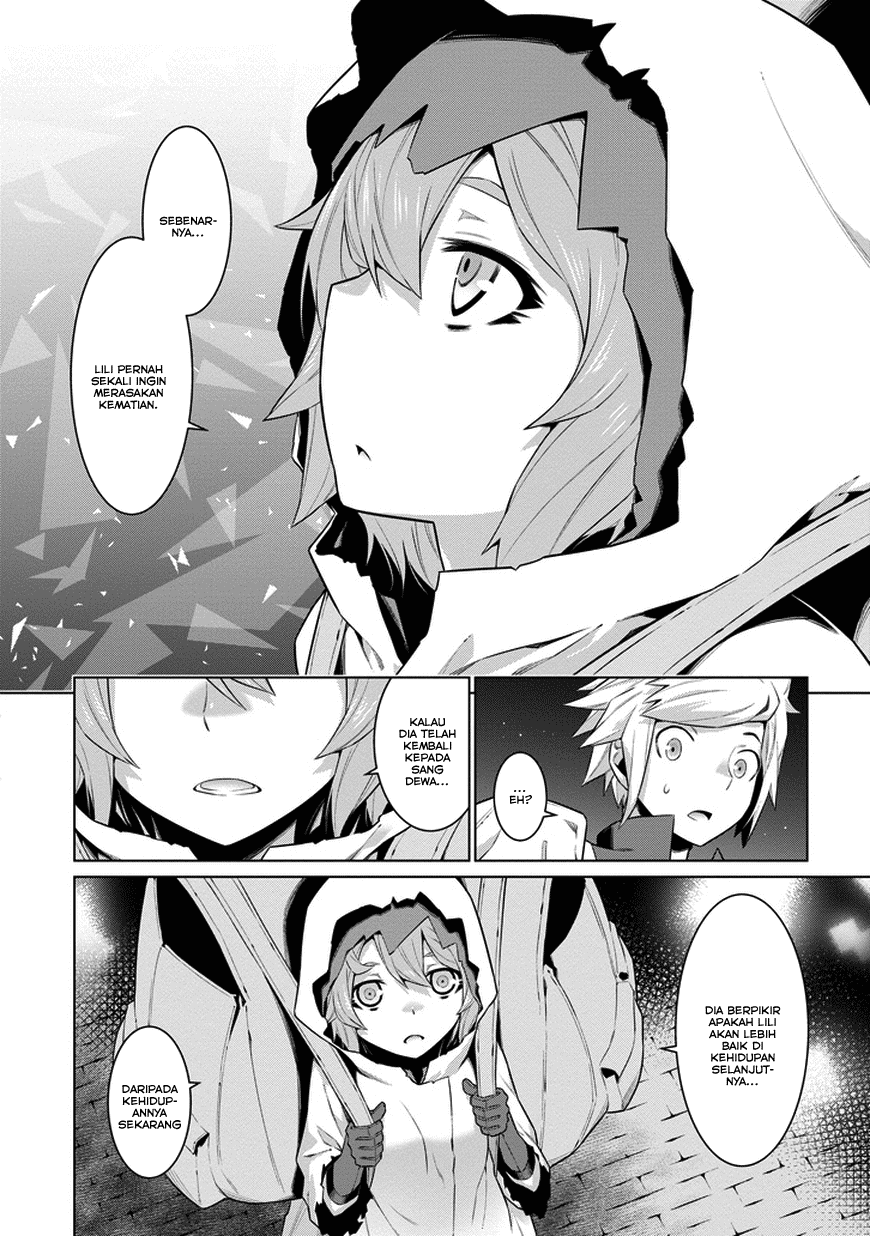 SEBENAR-
NYA...
LILI PERNAH
SEKALI INGIN
MERASAKAN
KEMATIAN.
...
EH?
KALAU
DIA TELAH
KEMBALI
KEPADA
SANG
DEWA...
DIA BERPIKIR
APAKAH LILI
AKAN LEBIH
BAIK DI
KEHIDUPAN
SELANJUT-
NYA...
DARIPADA
KEHIDUP-
ANNYA
SEKARANG